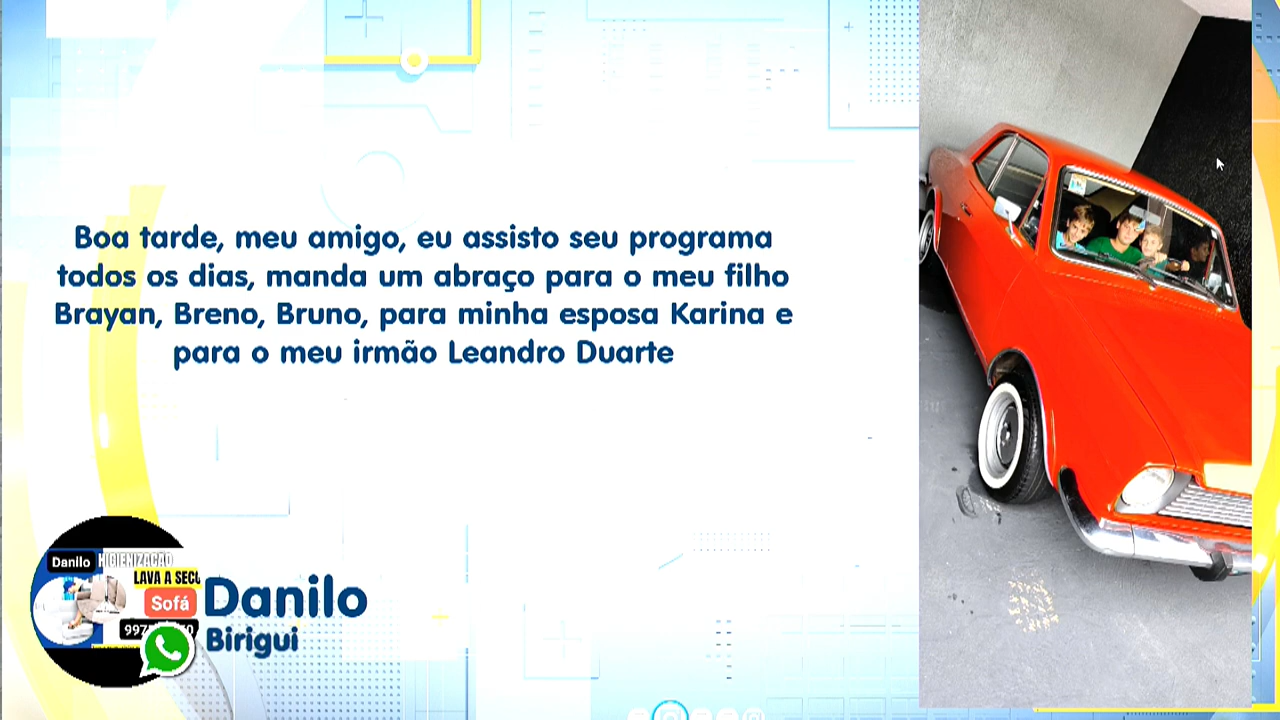 Boa tarde, meu amigo, eu assisto seu programa
todos os dias, manda um abraço para o meu filho
Brayan, Breno, Bruno, para minha esposa Karina e
para o meu irmão Leandro Duarte
Danilo
HIGIENIZAÇÃO
LAVA A SECO
Sofá
Danilo
Birigui